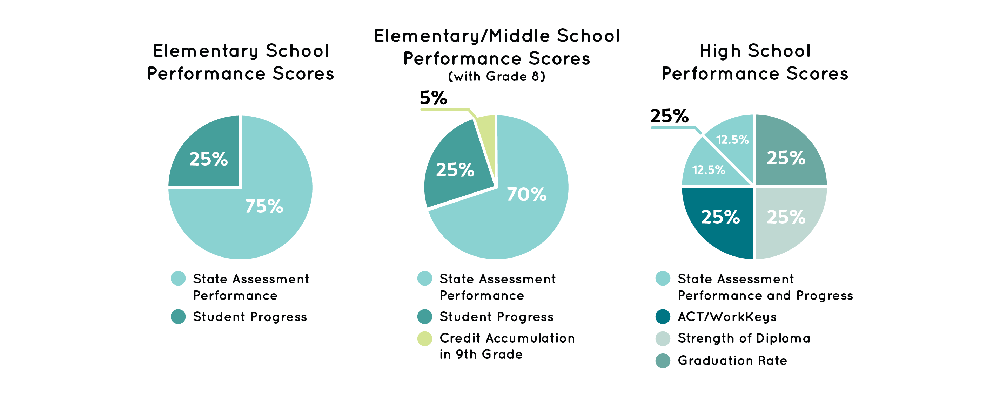 Elementary School
Performance Scores
25%
75%
State Assessment
Performance
Student Progress
Elementary/Middle School
Performance Scores
(with Grade 8)
5%
25%
70%
State Assessment
Performance
Student Progress
Credit Accumulation
in 9th Grade
High School
Performance Scores
25%
12.5%
12.5%
25%
25%
25%
State Assessment
Performance and Progress
ACT/WorkKeys
Strength of Diploma
Graduation Rate